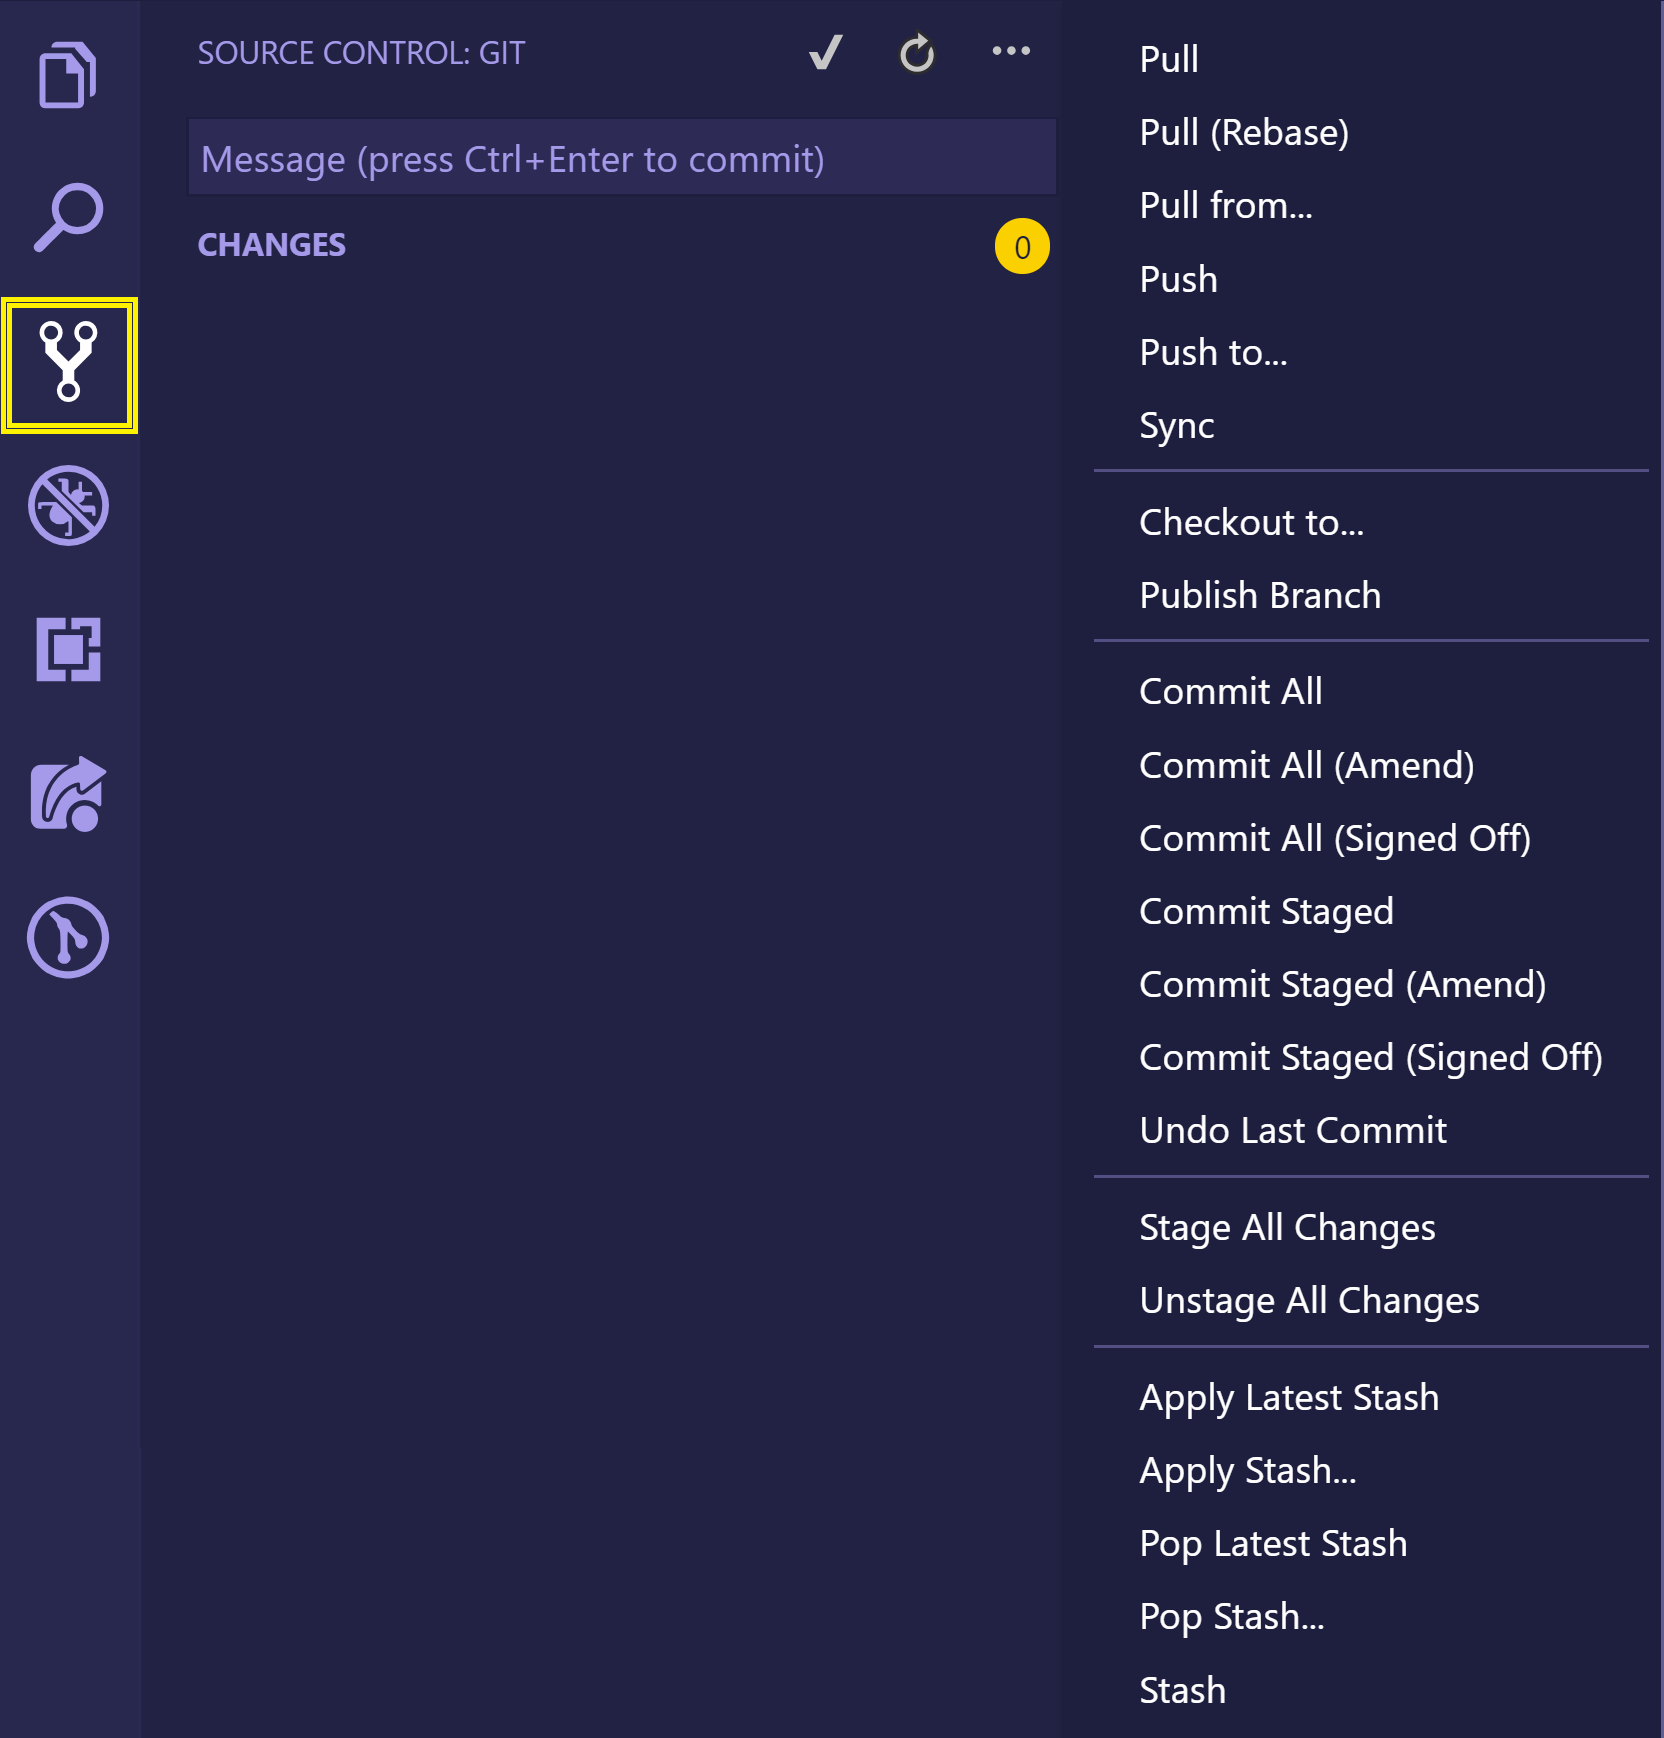 SOURCE CONTROL: GIT
Message (press Ctrl+Enter to commit)
CHANGES
0
Pull
Pull (Rebase)
Pull from...
Push
Push to...
Sync
Checkout to...
Publish Branch
Commit All
Commit All (Amend)
Commit All (Signed Off)
Commit Staged
Commit Staged (Amend)
Commit Staged (Signed Off)
Undo Last Commit
Stage All Changes
Unstage All Changes
Apply Latest Stash
Apply Stash...
Pop Latest Stash
Pop Stash...
Stash